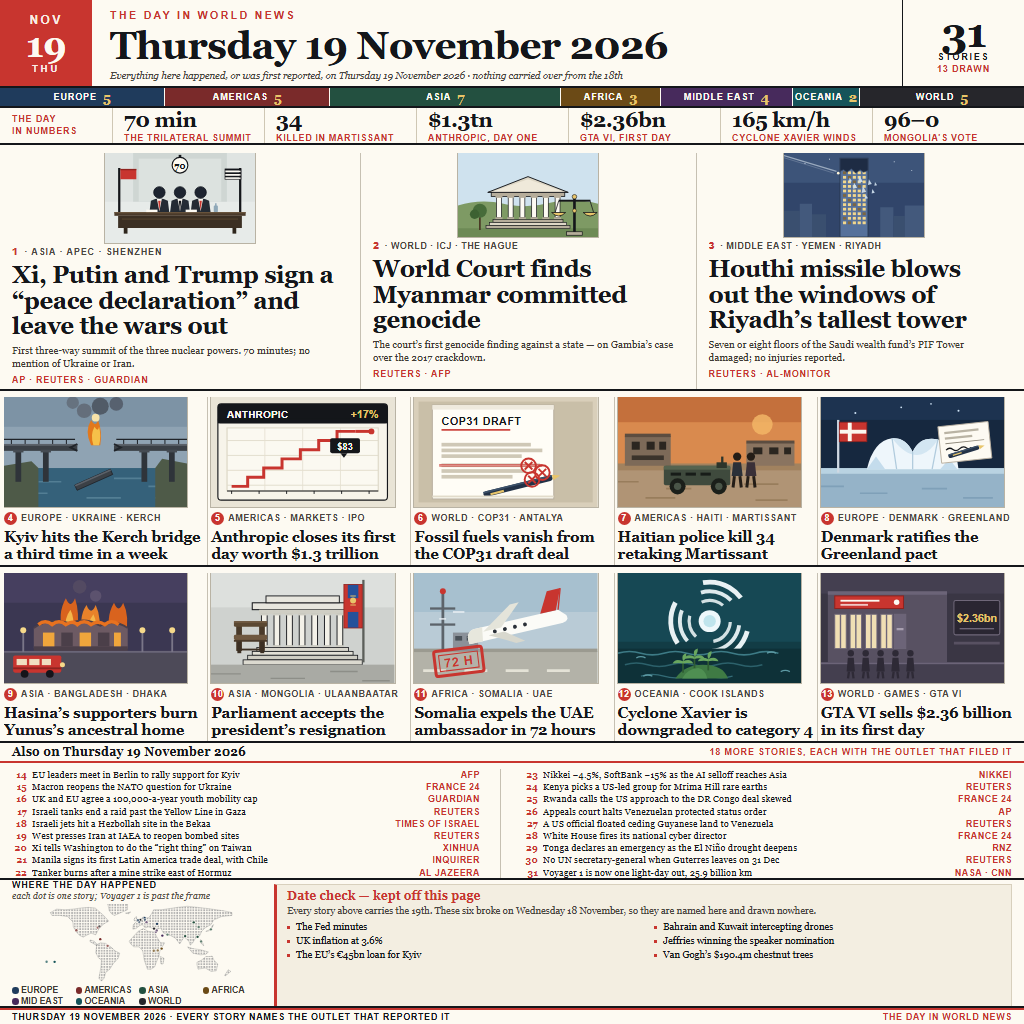 NOV
19
THU
THE DAY IN WORLD NEWS
Thursday 19 November 2026
Everything here happened, or was first reported, on Thursday 19 November 2026 · nothing carried over from the 18th
31
STORIES
13 DRAWN
EUROPE 5
AMERICAS 5
ASIA 7
AFRICA 3
MIDDLE EAST 4
OCEANIA 2
WORLD 5
THE DAY
IN NUMBERS
70 min
THE TRILATERAL SUMMIT
34
KILLED IN MARTISSANT
$1.3tn
ANTHROPIC, DAY ONE
$2.36bn
GTA VI, FIRST DAY
165 km/h
CYCLONE XAVIER WINDS
96–0
MONGOLIA'S VOTE
70
1 · ASIA · APEC · SHENZHEN
Xi, Putin and Trump sign a
“peace declaration” and
leave the wars out
First three-way summit of the three nuclear powers. 70 minutes; no
mention of Ukraine or Iran.
AP · REUTERS · GUARDIAN
2 · WORLD · ICJ · THE HAGUE
World Court finds
Myanmar committed
genocide
The court's first genocide finding against a state — on Gambia's case
over the 2017 crackdown.
REUTERS · AFP
3 · MIDDLE EAST · YEMEN · RIYADH
Houthi missile blows
out the windows of
Riyadh's tallest tower
Seven or eight floors of the Saudi wealth fund's PIF Tower
damaged; no injuries reported.
REUTERS · AL-MONITOR
4 EUROPE · UKRAINE · KERCH
Kyiv hits the Kerch bridge
a third time in a week
ANTHROPIC +17%
$83
5 AMERICAS · MARKETS · IPO
Anthropic closes its first
day worth $1.3 trillion
COP31 DRAFT
6 WORLD · COP31 · ANTALYA
Fossil fuels vanish from
the COP31 draft deal
7 AMERICAS · HAITI · MARTISSANT
Haitian police kill 34
retaking Martissant
8 EUROPE · DENMARK · GREENLAND
Denmark ratifies the
Greenland pact
9 ASIA · BANGLADESH · DHAKA
Hasina's supporters burn
Yunus's ancestral home
10 ASIA · MONGOLIA · ULAANBAATAR
Parliament accepts the
president's resignation
72 H
11 AFRICA · SOMALIA · UAE
Somalia expels the UAE
ambassador in 72 hours
12 OCEANIA · COOK ISLANDS
Cyclone Xavier is
downgraded to category 4
$2.36bn
13 WORLD · GAMES · GTA VI
GTA VI sells $2.36 billion
in its first day
Also on Thursday 19 November 2026
18 MORE STORIES, EACH WITH THE OUTLET THAT FILED IT
14 EU leaders meet in Berlin to rally support for Kyiv AFP
15 Macron reopens the NATO question for Ukraine FRANCE 24
16 UK and EU agree a 100,000-a-year youth mobility cap GUARDIAN
17 Israeli tanks end a raid past the Yellow Line in Gaza REUTERS
18 Israeli jets hit a Hezbollah site in the Bekaa TIMES OF ISRAEL
19 West presses Iran at IAEA to reopen bombed sites REUTERS
20 Xi tells Washington to do the “right thing” on Taiwan XINHUA
21 Manila signs its first Latin America trade deal, with Chile INQUIRER
22 Tanker burns after a mine strike east of Hormuz AL JAZEERA
23 Nikkei –4.5%, SoftBank –15% as the AI selloff reaches Asia NIKKEI
24 Kenya picks a US-led group for Mrima Hill rare earths REUTERS
25 Rwanda calls the US approach to the DR Congo deal skewed FRANCE 24
26 Appeals court halts Venezuelan protected status order AP
27 A US official floated ceding Guyanese land to Venezuela REUTERS
28 White House fires its national cyber director FRANCE 24
29 Tonga declares an emergency as the El Niño drought deepens RNZ
30 No UN secretary-general when Guterres leaves on 31 Dec REUTERS
31 Voyager 1 is now one light-day out, 25.9 billion km NASA · CNN
WHERE THE DAY HAPPENED
each dot is one story; Voyager 1 is past the frame
EUROPE
AMERICAS
ASIA
AFRICA
MID EAST
OCEANIA
WORLD
Date check — kept off this page
Every story above carries the 19th. These six broke on Wednesday 18 November, so they are named here and drawn nowhere.
The Fed minutes
UK inflation at 3.6%
The EU's €45bn loan for Kyiv
Bahrain and Kuwait intercepting drones
Jeffries winning the speaker nomination
Van Gogh's $190.4m chestnut trees
THURSDAY 19 NOVEMBER 2026 · EVERY STORY NAMES THE OUTLET THAT REPORTED IT
THE DAY IN WORLD NEWS